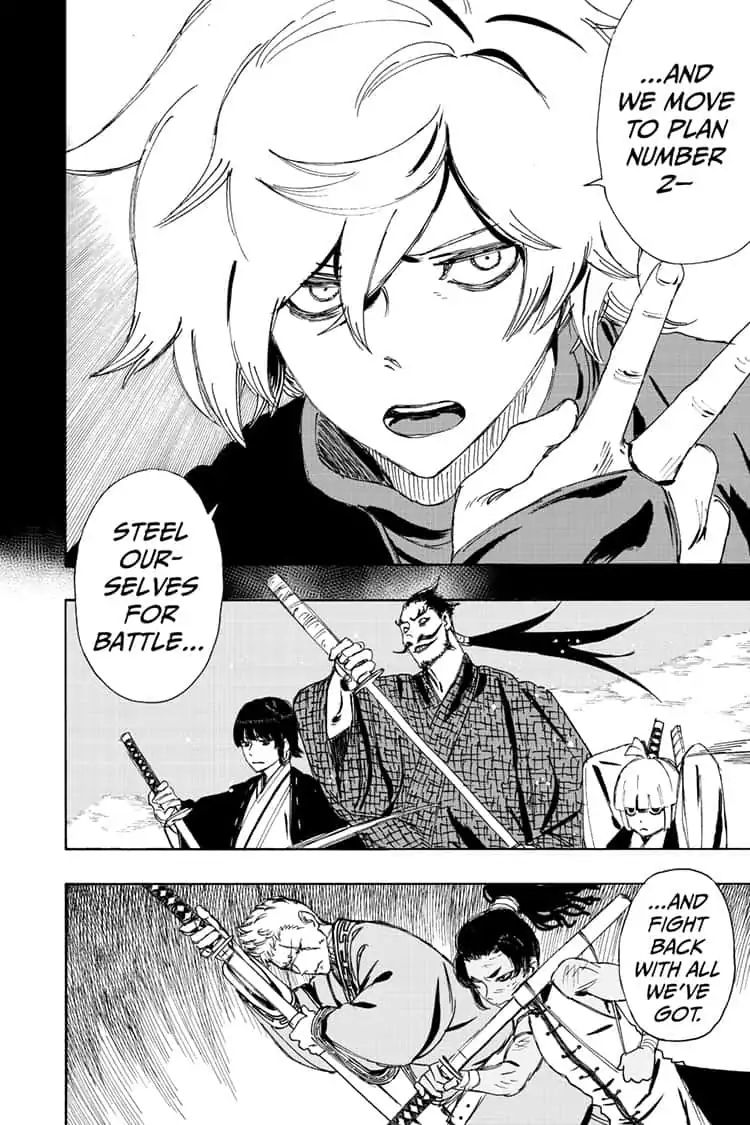 ...AND
WE MOVE
TO PLAN
NUMBER
2-
STEEL
OUR-
SELVES
FOR
BATTLE...
...AND
FIGHT
BACK
WITH ALL
WE'VE
GOT.